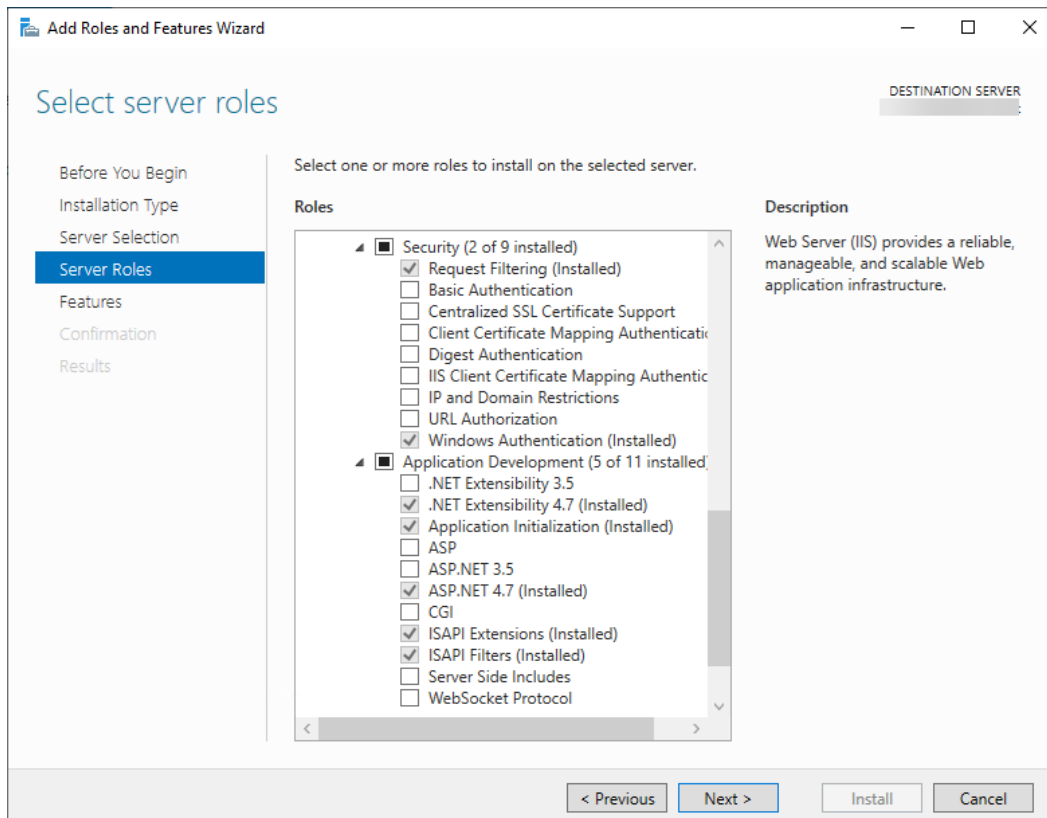 Add Roles and Features Wizard
Select server roles
DESTINATION SERVER
Before You Begin
Installation Type
Server Selection
Server Roles
Features
Confirmation
Results
Select one or more roles to install on the selected server.
Roles
Security (2 of 9 installed)
Request Filtering (Installed)
Basic Authentication
Centralized SSL Certificate Support
Client Certificate Mapping Authenticatic
Digest Authentication
IIS Client Certificate Mapping Authentic
IP and Domain Restrictions
URL Authorization
Windows Authentication (Installed)
Application Development (5 of 11 installed)
.NET Extensibility 3.5
.NET Extensibility 4.7 (Installed)
Application Initialization (Installed)
ASP
ASP.NET 3.5
ASP.NET 4.7 (Installed)
CGI
ISAPI Extensions (Installed)
ISAPI Filters (Installed)
Server Side Includes
WebSocket Protocol
Description
Web Server (IIS) provides a reliable,
manageable, and scalable Web
application infrastructure.
< Previous
Next >
Install
Cancel